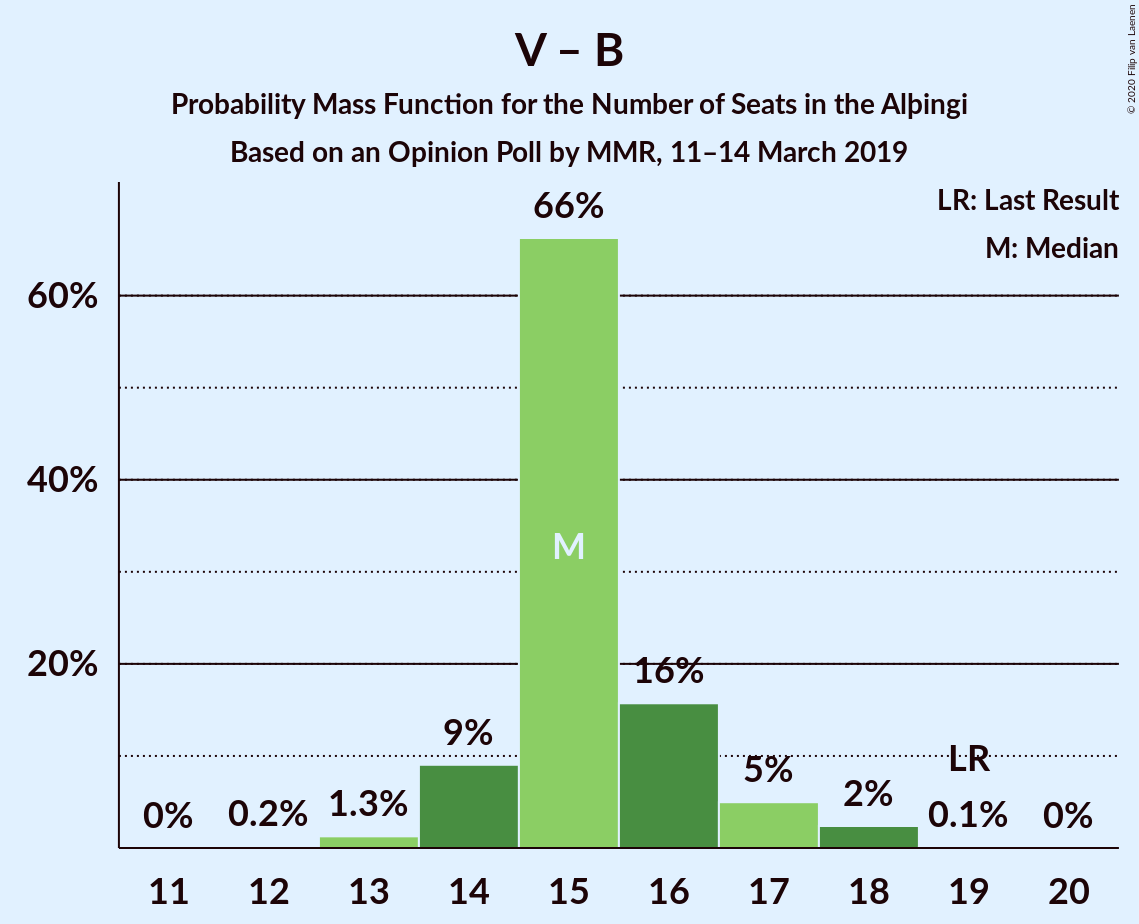 V – B
Probability Mass Function for the Number of Seats in the Alþingi
Based on an Opinion Poll by MMR, 11–14 March 2019
© 2020 Filip van Laenen
LR: Last Result
M: Median
60%
40%
20%
0%
0.2%
1.3%
9%
66%
M
16%
5%
2%
LR
0.1%
0%
11 12 13 14 15 16 17 18 19 20